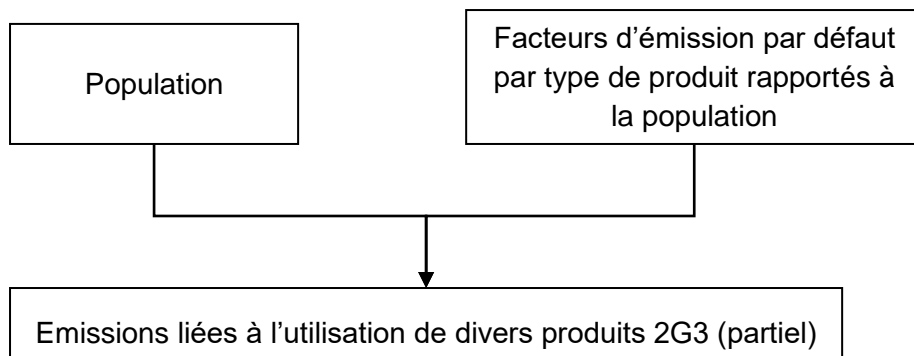 Population
Facteurs d’émission par défaut
par type de produit rapportés à
la population
Emissions liées à l’utilisation de divers produits 2G3 (partiel)